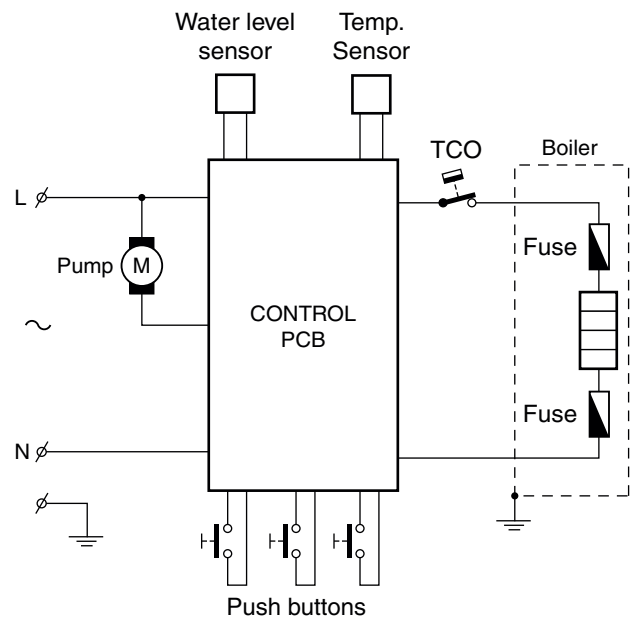 Water level
sensor
Temp.
Sensor
TCO
Boiler
L
Fuse
Pump
M
CONTROL
PCB
Fuse
N
Push buttons